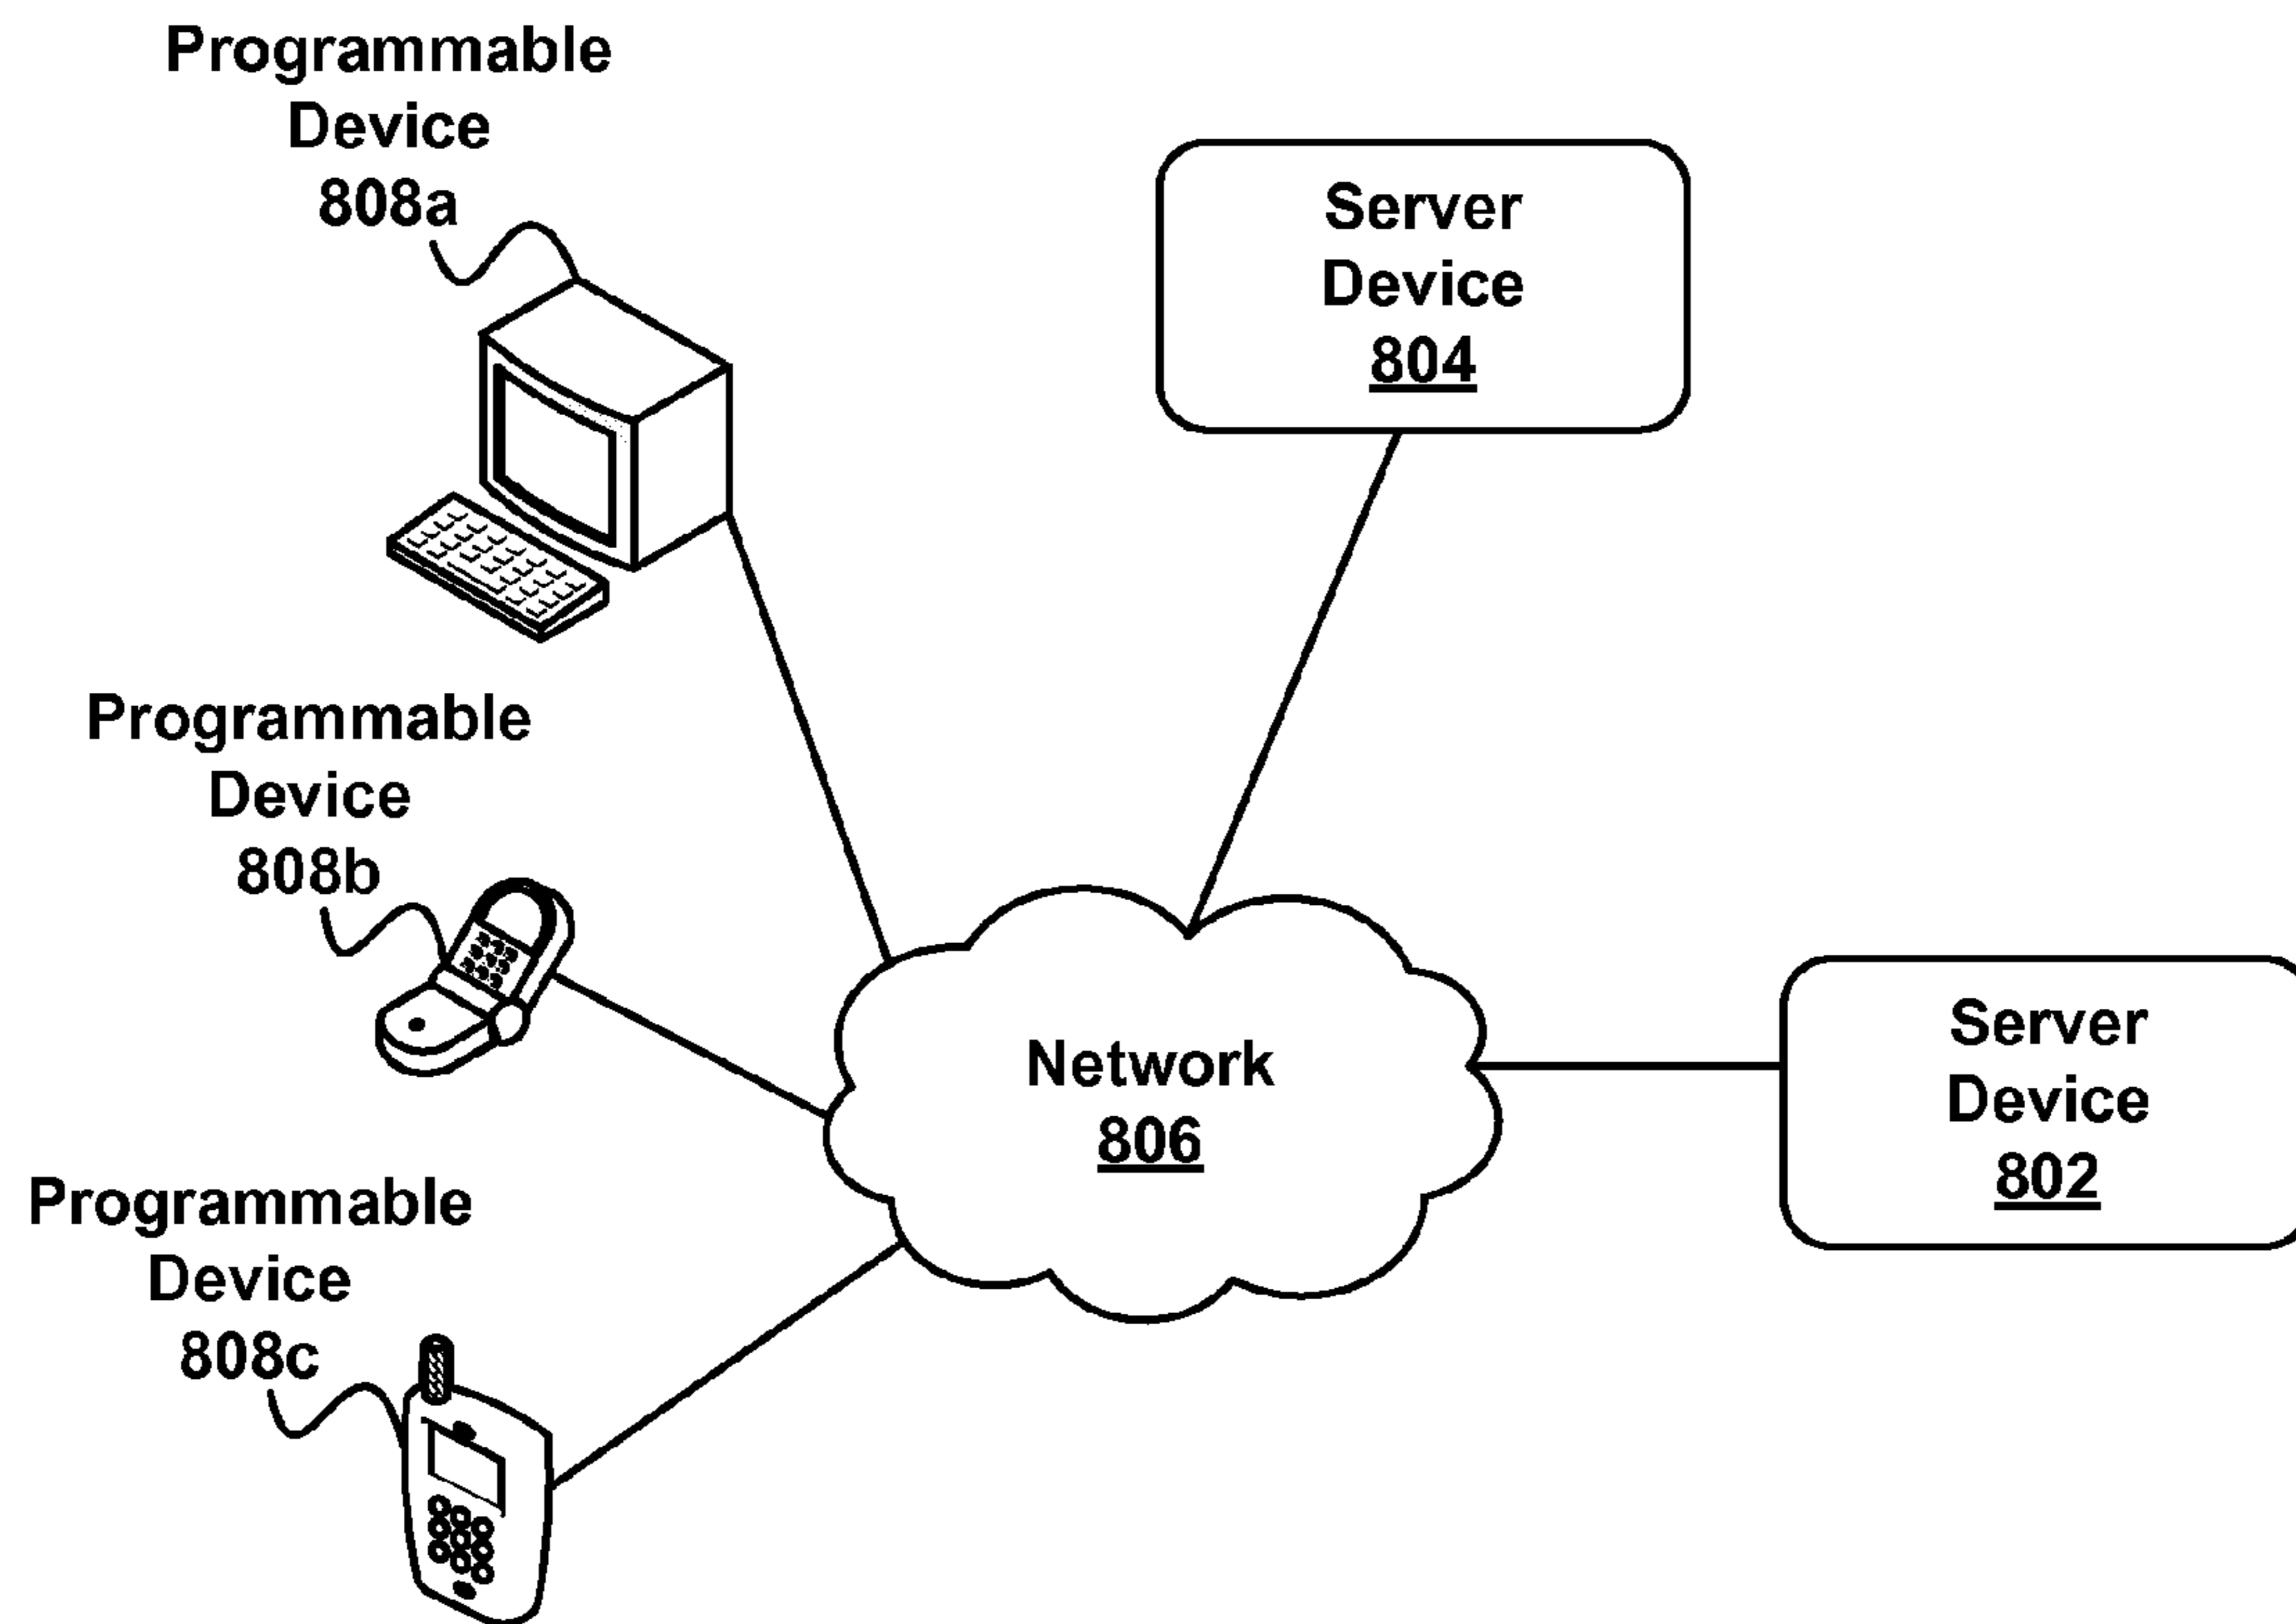 Programmable
Device
808a
Server
Device
804
Programmable
Device
808b
Network
806
Server
Device
802
Programmable
Device
808c